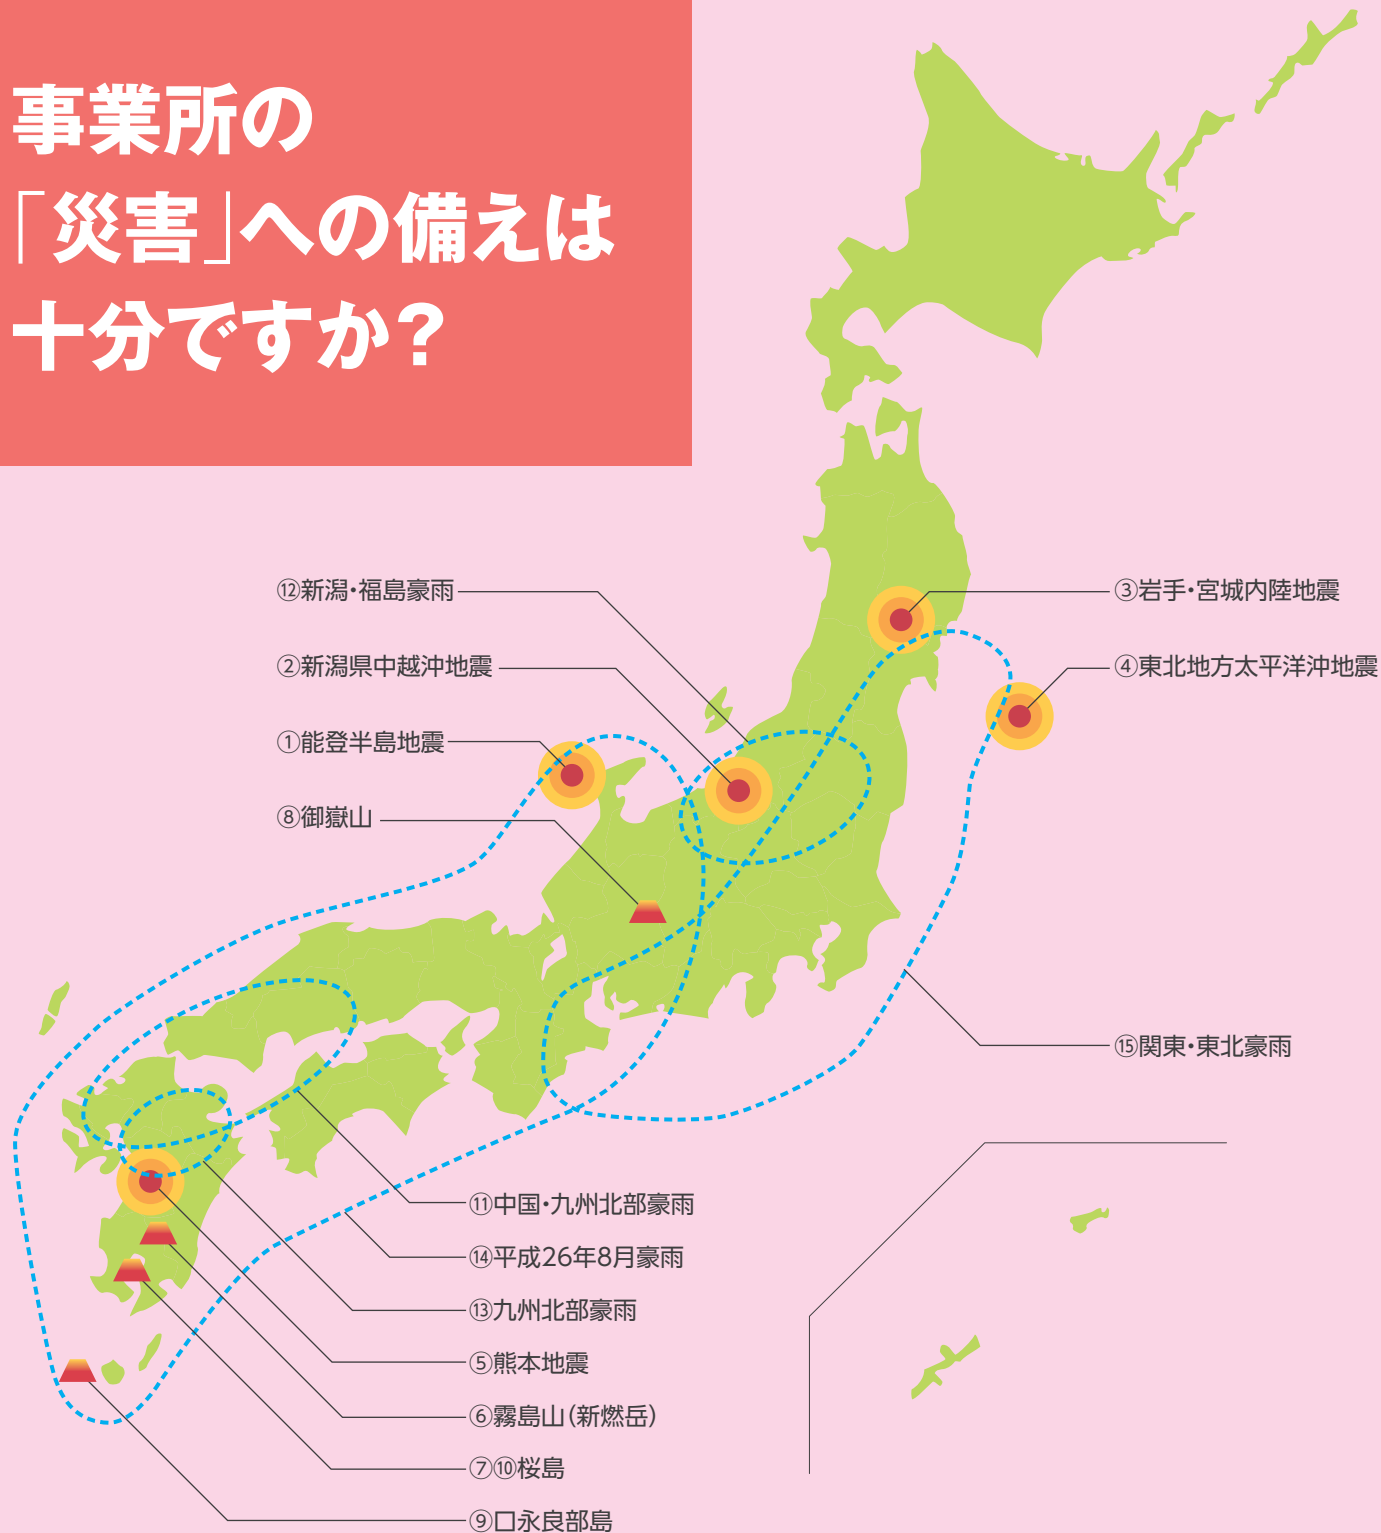 事業所の
「災害」への備えは
十分ですか？
⑫新潟・福島豪雨
②新潟県中越沖地震
①能登半島地震
⑧御嶽山
③岩手・宮城内陸地震
④東北地方太平洋沖地震
⑮関東・東北豪雨
⑪中国・九州北部豪雨
⑭平成26年8月豪雨
⑬九州北部豪雨
⑤熊本地震
⑥霧島山（新燃岳）
⑦⑩桜島
⑨口永良部島